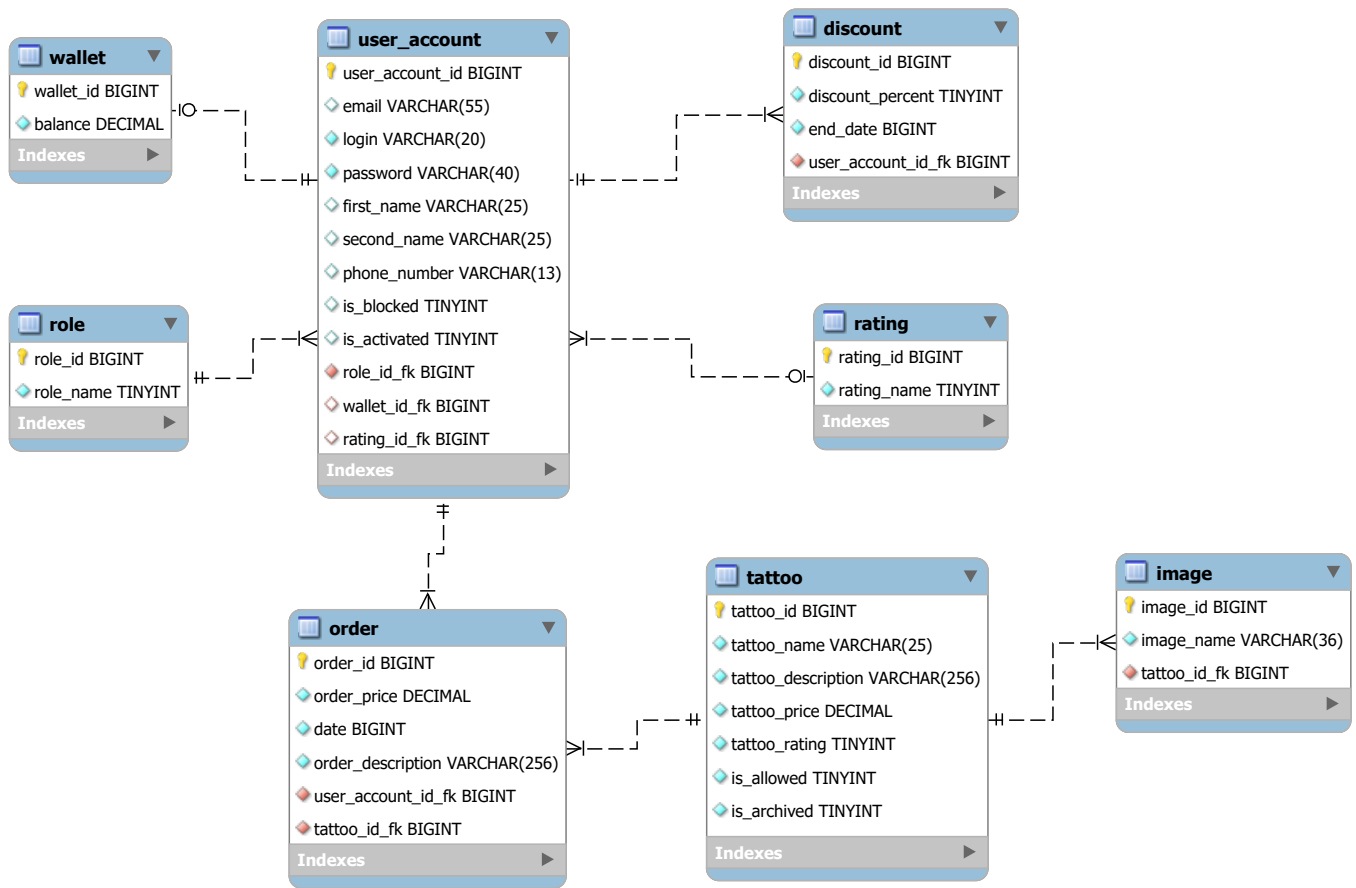 wallet
wallet_id BIGINT
balance DECIMAL
Indexes
user_account
user_account_id BIGINT
email VARCHAR(55)
login VARCHAR(20)
password VARCHAR(40)
first_name VARCHAR(25)
second_name VARCHAR(25)
phone_number VARCHAR(13)
is_blocked TINYINT
is_activated TINYINT
role_id_fk BIGINT
wallet_id_fk BIGINT
rating_id_fk BIGINT
Indexes
discount
discount_id BIGINT
discount_percent TINYINT
end_date BIGINT
user_account_id_fk BIGINT
Indexes
role
role_id BIGINT
role_name TINYINT
Indexes
rating
rating_id BIGINT
rating_name TINYINT
Indexes
order
order_id BIGINT
order_price DECIMAL
date BIGINT
order_description VARCHAR(256)
user_account_id_fk BIGINT
tattoo_id_fk BIGINT
Indexes
tattoo
tattoo_id BIGINT
tattoo_name VARCHAR(25)
tattoo_description VARCHAR(256)
tattoo_price DECIMAL
tattoo_rating TINYINT
is_allowed TINYINT
is_archived TINYINT
Indexes
image
image_id BIGINT
image_name VARCHAR(36)
tattoo_id_fk BIGINT
Indexes